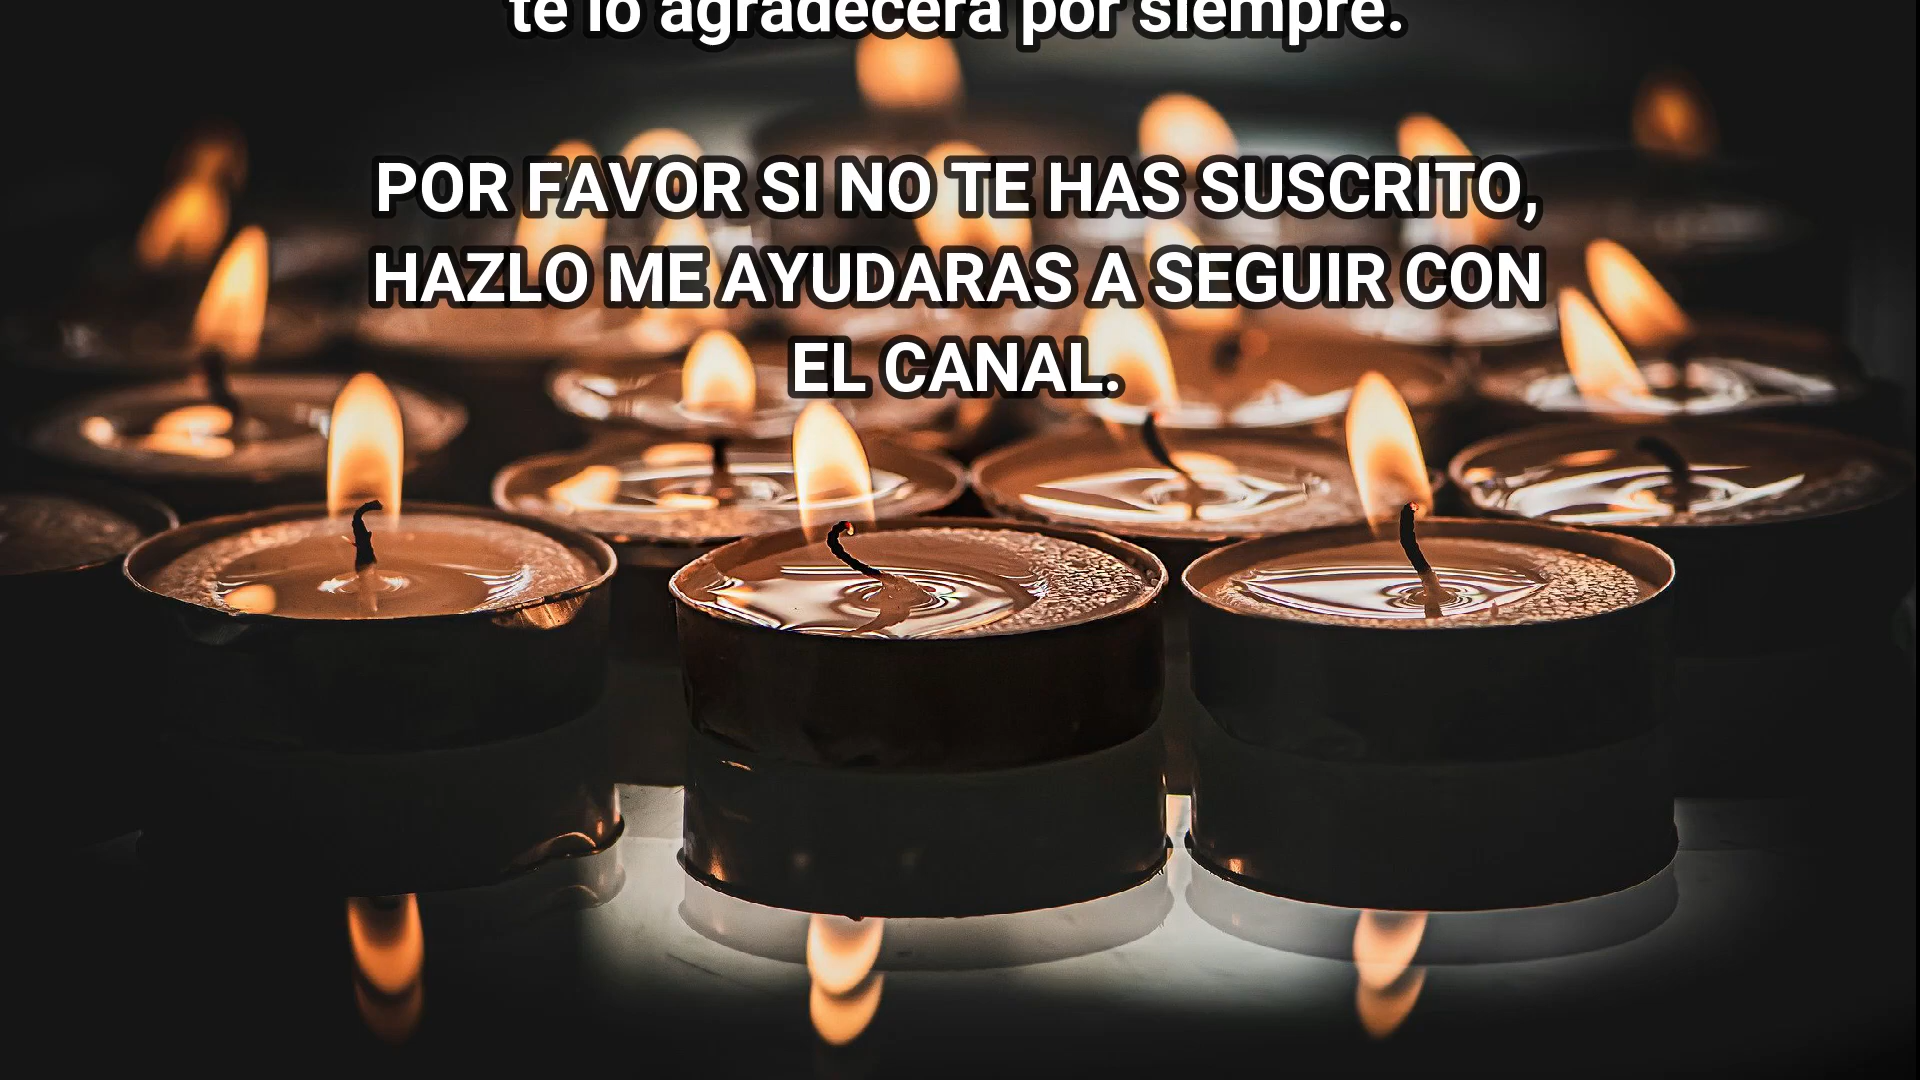 te lo agradecerá por siempre.
POR FAVOR SI NO TE HAS SUSCRITO,
HAZLO ME AYUDARAS A SEGUIR CON
EL CANAL.